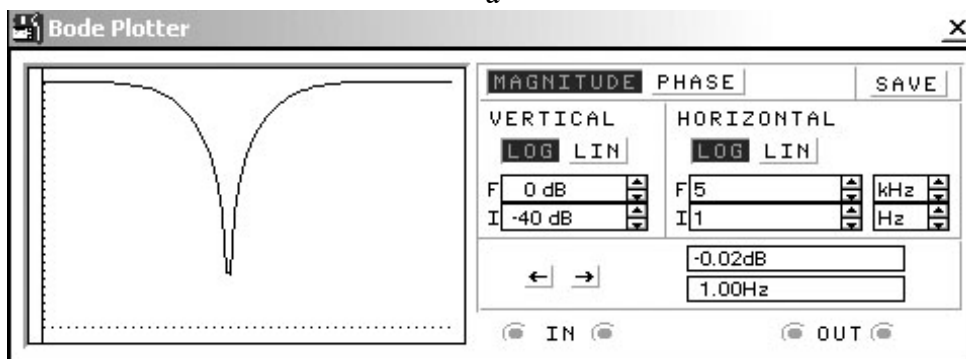 a
Bode Plotter
MAGNITUDE PHASE SAVE
VERTICAL HORIZONTAL
LOG LIN LOG LIN
F 0 dB F 5 kHz
I -40 dB I 1 Hz
← → -0.02dB
1.00Hz
IN OUT